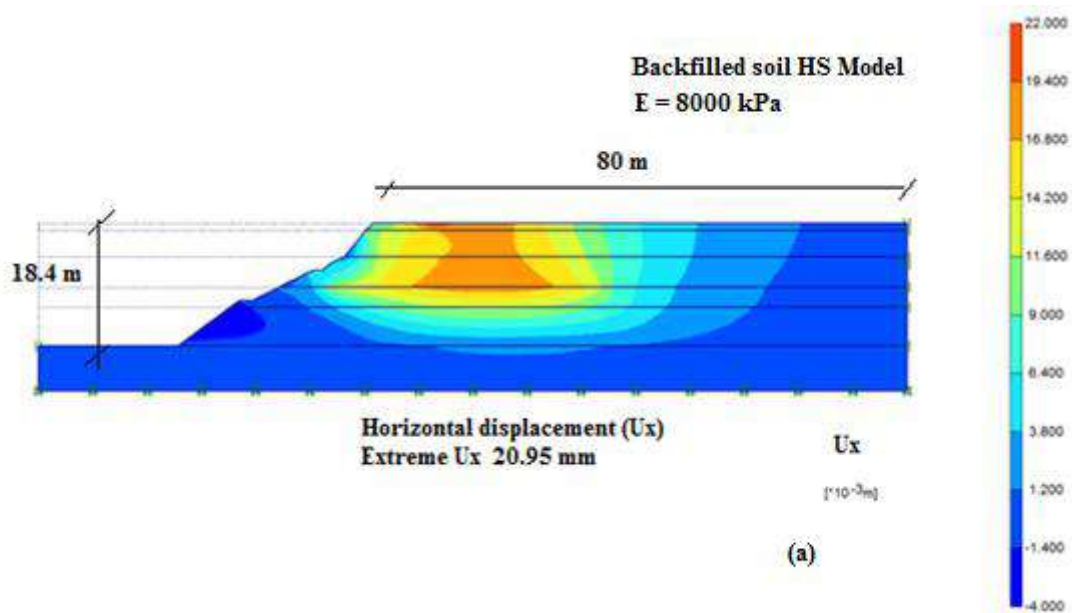 22.000
Backfilled soil HS Model
E = 8000 kPa
19.400
80 m
16.800
14.200
18.4 m
11.600
9.000
6.400
Horizontal displacement (Ux)
Extreme Ux 20.95 mm
Ux
3.800
[*10⁻³m]
1.200
(a)
-1.400
-4.000